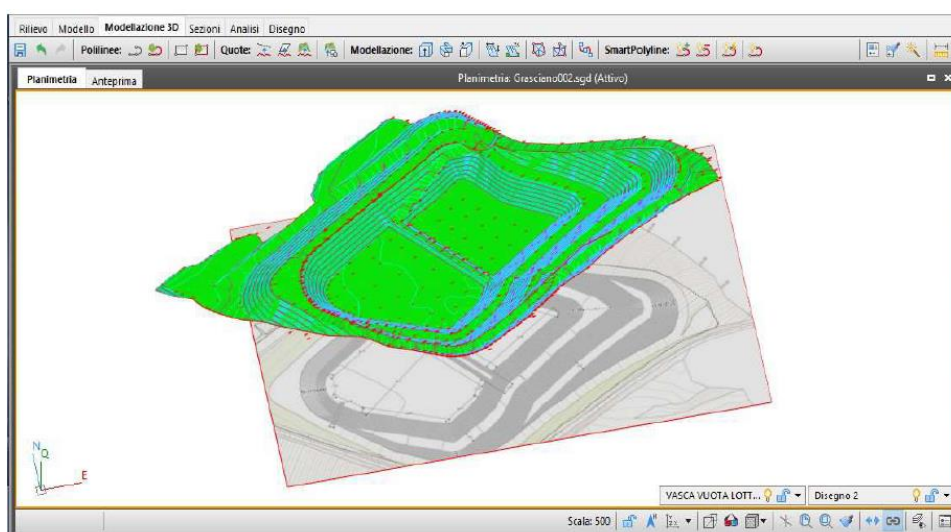 Rilievo Modello Modellazione 3D Sezioni Analisi Disegno
Polilinee: Quote: Modellazione: SmartPolyline:
Planimetria Anteprima Planimetria: Grasciano002.sgd (Attivo)
N
Q
E
VASCA VUOTA LOTT... Disegno 2
Scala: 500